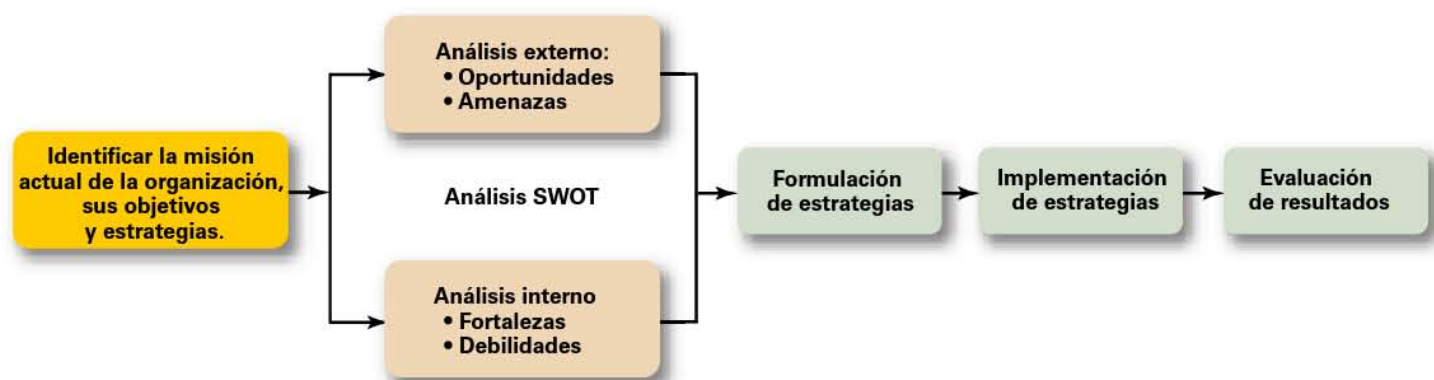 Identificar la misión
actual de la organización,
sus objetivos
y estrategias.
Análisis externo:
• Oportunidades
• Amenazas
Análisis SWOT
Análisis interno
• Fortalezas
• Debilidades
Formulación
de estrategias
Implementación
de estrategias
Evaluación
de resultados